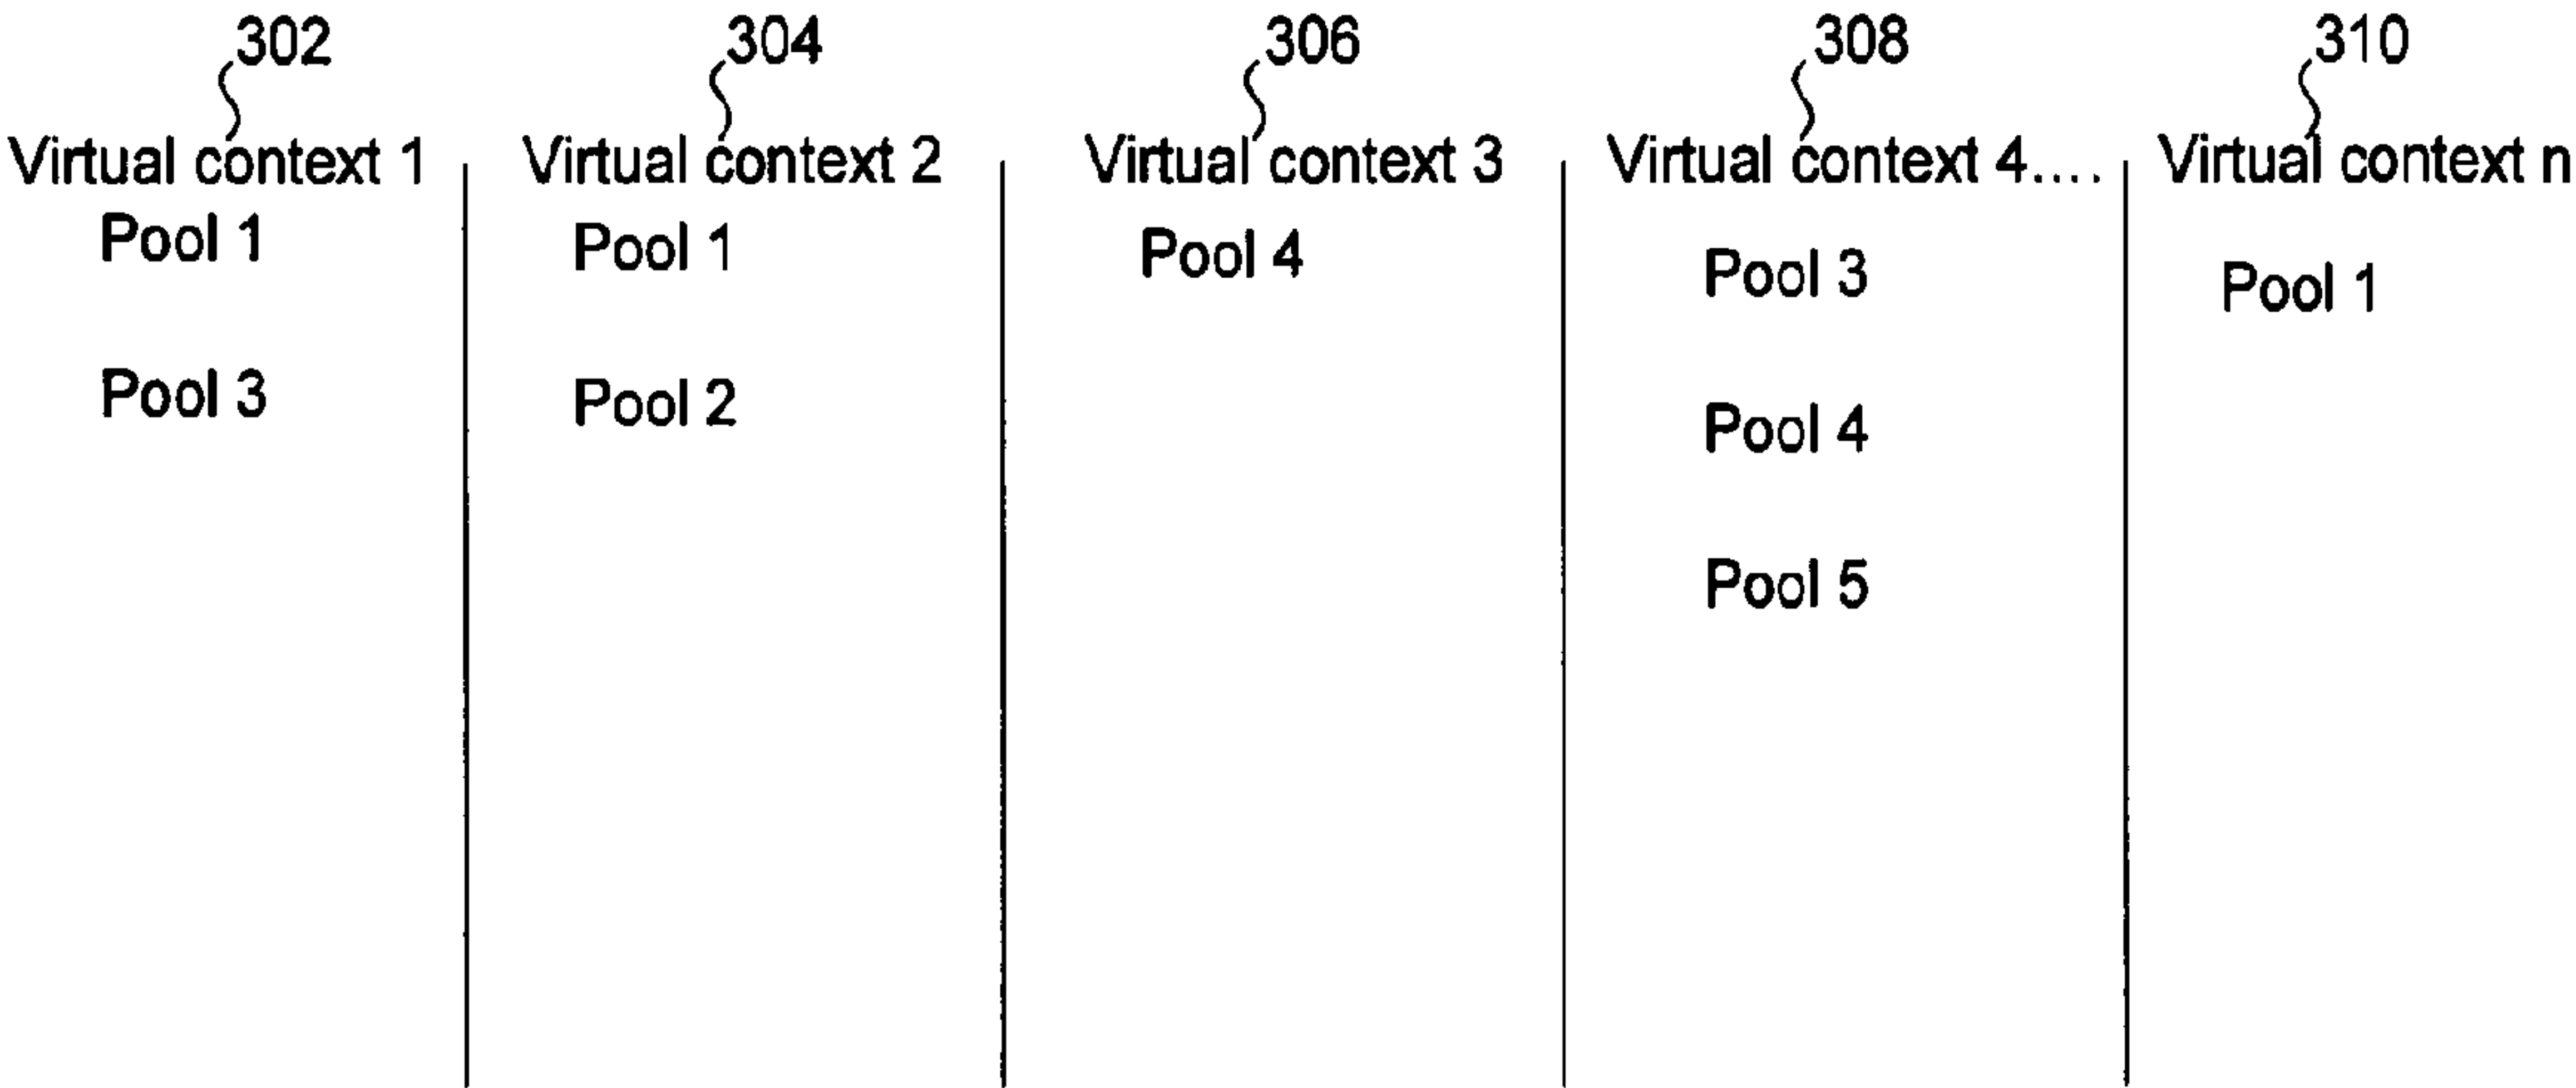 302 304 306 308 310
Virtual context 1 Virtual context 2 Virtual context 3 Virtual context 4.... Virtual context n
Pool 1 Pool 1 Pool 4 Pool 3 Pool 1
Pool 3 Pool 2 Pool 4
Pool 5